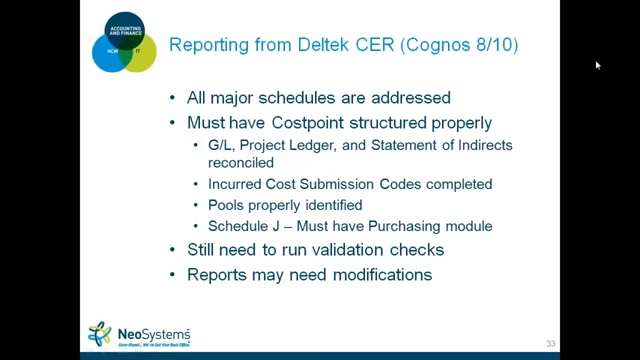 ACCOUNTING
AND FINANCE
HCM
IT
Reporting from Deltek CER (Cognos 8/10)
• All major schedules are addressed
• Must have Costpoint structured properly
• G/L, Project Ledger, and Statement of Indirects
reconciled
• Incurred Cost Submission Codes completed
• Pools properly identified
• Schedule J – Must have Purchasing module
• Still need to run validation checks
• Reports may need modifications
NeoSystems
Grow Ahead... We've Got Your Back Office.
33